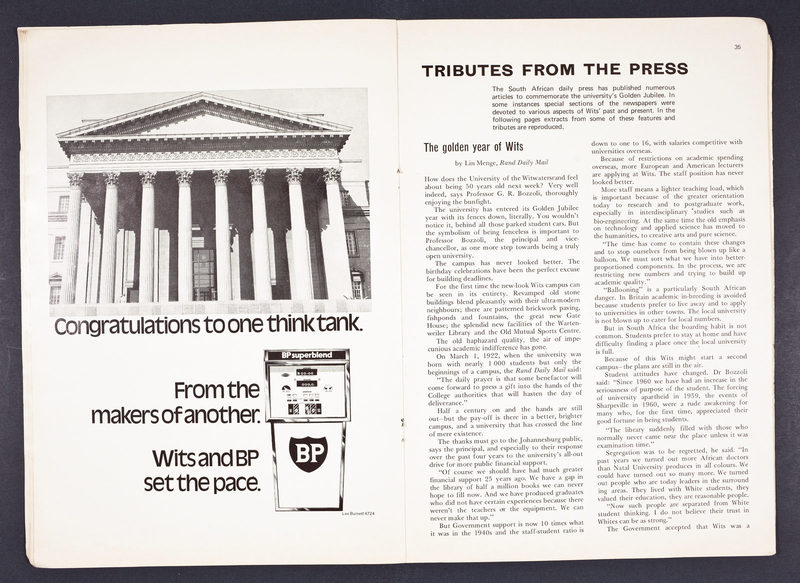 Congratulations to one think tank.
BP superblend
From the
makers of another.
BP
Wits and BP
set the pace.
Leo Burnett 4724
35
TRIBUTES FROM THE PRESS
The South African daily press has published numerous
articles to commemorate the university's Golden Jubilee. In
some instances special sections of the newspapers were
devoted to various aspects of Wits' past and present. In the
following pages extracts from some of these features and
tributes are reproduced.
The golden year of Wits
by Lin Menge, Rand Daily Mail
How does the University of the Witwatersrand feel
about being 50 years old next week? Very well
indeed, says Professor G. R. Bozzoli, thoroughly
enjoying the bunfight.
The university has entered its Golden Jubilee
year with its fences down, literally. You wouldn't
notice it, behind all those parked student cars. But
the symbolism of being fenceless is important to
Professor Bozzoli, the principal and vice-
chancellor, as one more step towards being a truly
open university.
The campus has never looked better. The
birthday celebrations have been the perfect excuse
for building deadlines.
For the first time the new-look Wits campus can
be seen in its entirety. Revamped old stone
buildings blend pleasantly with their ultra-modern
neighbours; there are patterned brickwork paving,
fishponds and fountains, the great new Gate
House; the splendid new facilities of the Warten-
weiler Library and the Old Mutual Sports Centre.
The old haphazard quality, the air of impe-
cunious academic indifference has gone.
On March 1, 1922, when the university was
born with nearly 1 000 students but only the
beginnings of a campus, the Rand Daily Mail said:
"The daily prayer is that some benefactor will
come forward to press a gift into the hands of the
College authorities that will hasten the day of
deliverance."
Half a century on and the hands are still
out—but the pay-off is there in a better, brighter
campus, and a university that has crossed the line
of mere existence.
The thanks must go to the Johannesburg public,
says the principal, and especially to their response
over the past four years to the university's all-out
drive for more public financial support.
"Of course we should have had much greater
financial support 25 years ago. We have a gap in
the library of half a million books we can never
hope to fill now. And we have produced graduates
who did not have certain experiences because there
weren't the teachers or the equipment. We can
never make that up."
But Government support is now 10 times what
it was in the 1940s and the staff-student ratio is
down to one to 16, with salaries competitive with
universities overseas.
Because of restrictions on academic spending
overseas, more European and American lecturers
are applying at Wits. The staff position has never
looked better.
More staff means a lighter teaching load, which
is important because of the greater orientation
today to research and to postgraduate work,
especially in interdisciplinary studies such as
bio-engineering. At the same time the old emphasis
on technology and applied science has moved to
the humanities, to creative arts and pure science.
"The time has come to contain these changes
and to stop ourselves from being blown up like a
balloon. We must sort what we have into better-
proportioned components. In the process, we are
restricting new numbers and trying to build up
academic quality."
"Ballooning" is a particularly South African
danger. In Britain academic in-breeding is avoided
because students prefer to live away and to apply
to universities in other towns. The local university
is not blown up to cater for local numbers.
But in South Africa the boarding habit is not
common. Students prefer to stay at home and have
difficulty finding a place once the local university
is full.
Because of this Wits might start a second
campus—the plans are still in the air.
Student attitudes have changed. Dr Bozzoli
said: "Since 1960 we have had an increase in the
seriousness of purpose of the student. The forcing
of university apartheid in 1959, the events of
Sharpeville in 1960, were a rude awakening for
many who, for the first time, appreciated their
good fortune in being students.
"The library suddenly filled with those who
normally never came near the place unless it was
examination time."
Segregation was to be regretted, he said. "In
past years we turned out more African doctors
than Natal University produces in all colours. We
could have turned out so many more. We turned
out people who are today leaders in the surround
ing areas. They lived with White students, they
valued their education, they are reasonable people.
"Now such people are separated from White
student thinking. I do not believe their trust in
Whites can be as strong."
The Government accepted that Wits was a